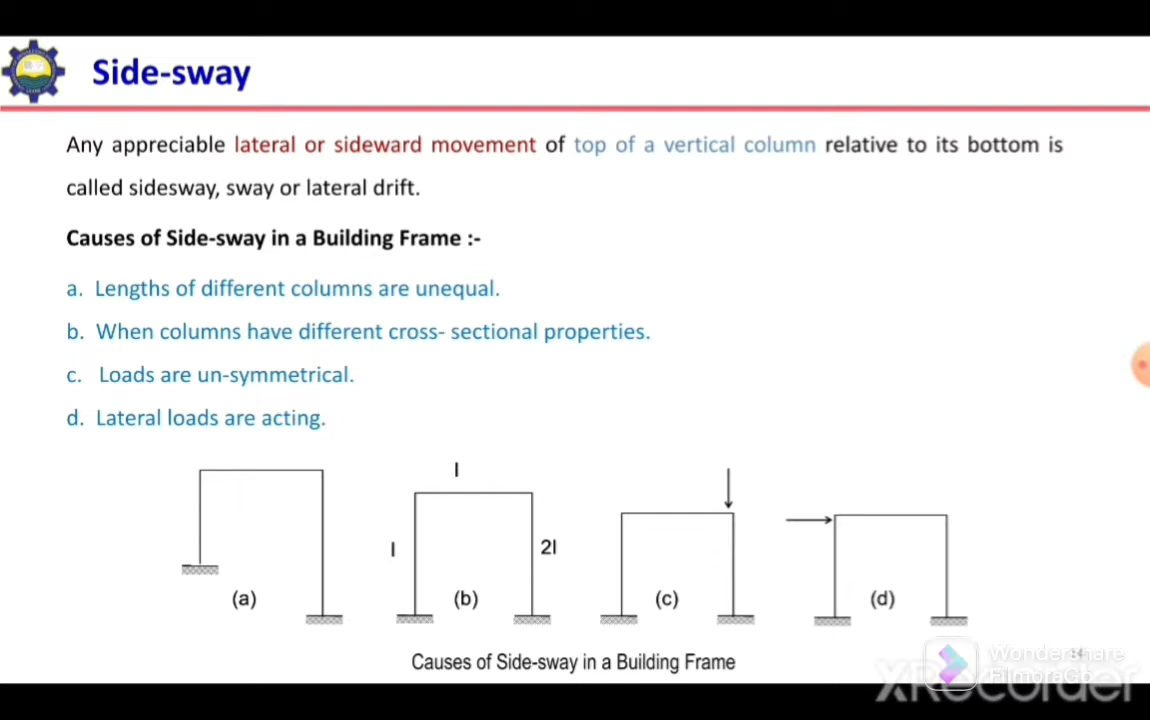 Side-sway
Any appreciable lateral or sideward movement of top of a vertical column relative to its bottom is
called sidesway, sway or lateral drift.
Causes of Side-sway in a Building Frame :-
a. Lengths of different columns are unequal.
b. When columns have different cross- sectional properties.
c. Loads are un-symmetrical.
d. Lateral loads are acting.
I
I
2I
(a)
(b)
(c)
(d)
Causes of Side-sway in a Building Frame
Wondershare
FilmoraGo
XRecorder